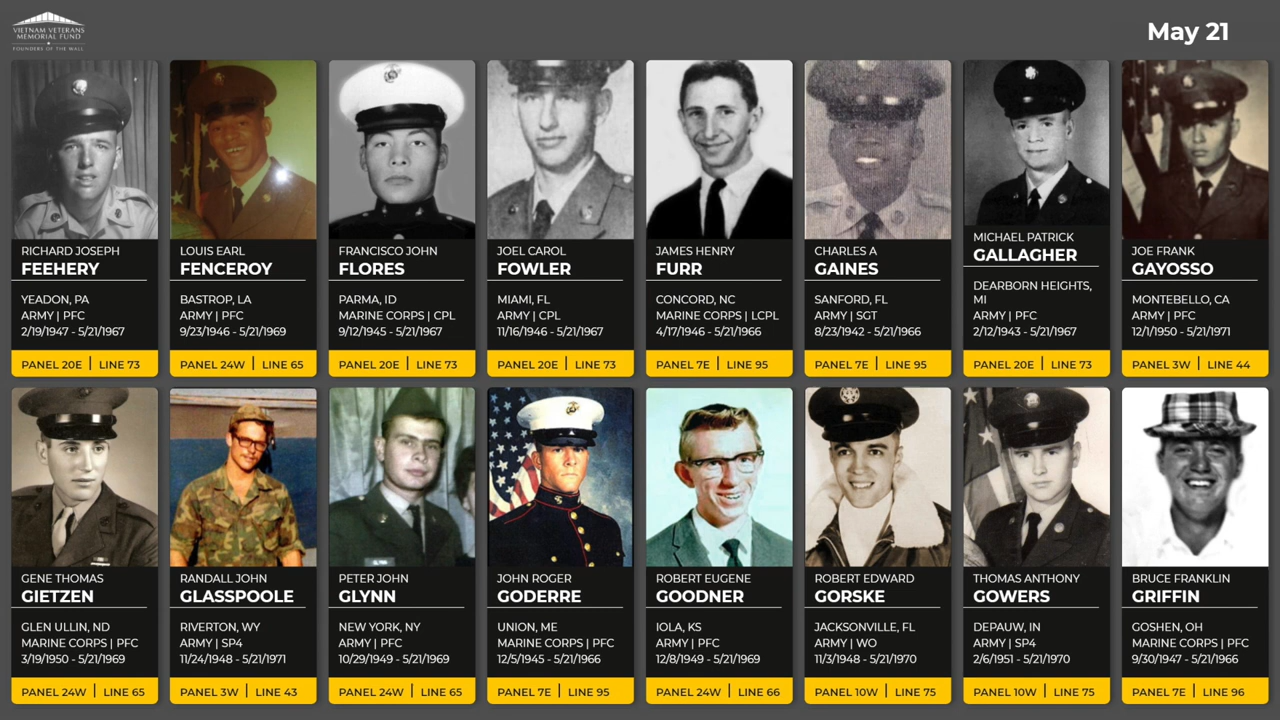 VIETNAM VETERANS
MEMORIAL FUND
FOUNDERS OF THE WALL
May 21
RICHARD JOSEPH
FEEHERY
YEADON, PA
ARMY | PFC
2/19/1947 - 5/21/1967
PANEL 20E | LINE 73
LOUIS EARL
FENCEROY
BASTROP, LA
ARMY | PFC
9/23/1946 - 5/21/1969
PANEL 24W | LINE 65
FRANCISCO JOHN
FLORES
PARMA, ID
MARINE CORPS | CPL
9/12/1945 - 5/21/1967
PANEL 20E | LINE 73
JOEL CAROL
FOWLER
MIAMI, FL
ARMY | CPL
11/16/1946 - 5/21/1967
PANEL 20E | LINE 73
JAMES HENRY
FURR
CONCORD, NC
MARINE CORPS | LCPL
4/17/1946 - 5/21/1966
PANEL 7E | LINE 95
CHARLES A
GAINES
SANFORD, FL
ARMY | SGT
8/23/1942 - 5/21/1966
PANEL 7E | LINE 95
MICHAEL PATRICK
GALLAGHER
DEARBORN HEIGHTS,
MI
ARMY | PFC
2/12/1943 - 5/21/1967
PANEL 20E | LINE 73
JOE FRANK
GAYOSSO
MONTEBELLO, CA
ARMY | PFC
12/1/1950 - 5/21/1971
PANEL 3W | LINE 44
GENE THOMAS
GIETZEN
GLEN ULLIN, ND
MARINE CORPS | PFC
3/19/1950 - 5/21/1969
PANEL 24W | LINE 65
RANDALL JOHN
GLASSPOOLE
RIVERTON, WY
ARMY | SP4
11/24/1948 - 5/21/1971
PANEL 3W | LINE 43
PETER JOHN
GLYNN
NEW YORK, NY
ARMY | PFC
10/29/1949 - 5/21/1969
PANEL 24W | LINE 65
JOHN ROGER
GODERRE
UNION, ME
MARINE CORPS | PFC
12/5/1945 - 5/21/1966
PANEL 7E | LINE 95
ROBERT EUGENE
GOODNER
IOLA, KS
ARMY | PFC
12/8/1949 - 5/21/1969
PANEL 24W | LINE 66
ROBERT EDWARD
GORSKE
JACKSONVILLE, FL
ARMY | WO
11/3/1948 - 5/21/1970
PANEL 10W | LINE 75
THOMAS ANTHONY
GOWERS
DEPAUW, IN
ARMY | SP4
2/6/1951 - 5/21/1970
PANEL 10W | LINE 75
BRUCE FRANKLIN
GRIFFIN
GOSHEN, OH
MARINE CORPS | PFC
9/30/1947 - 5/21/1966
PANEL 7E | LINE 96